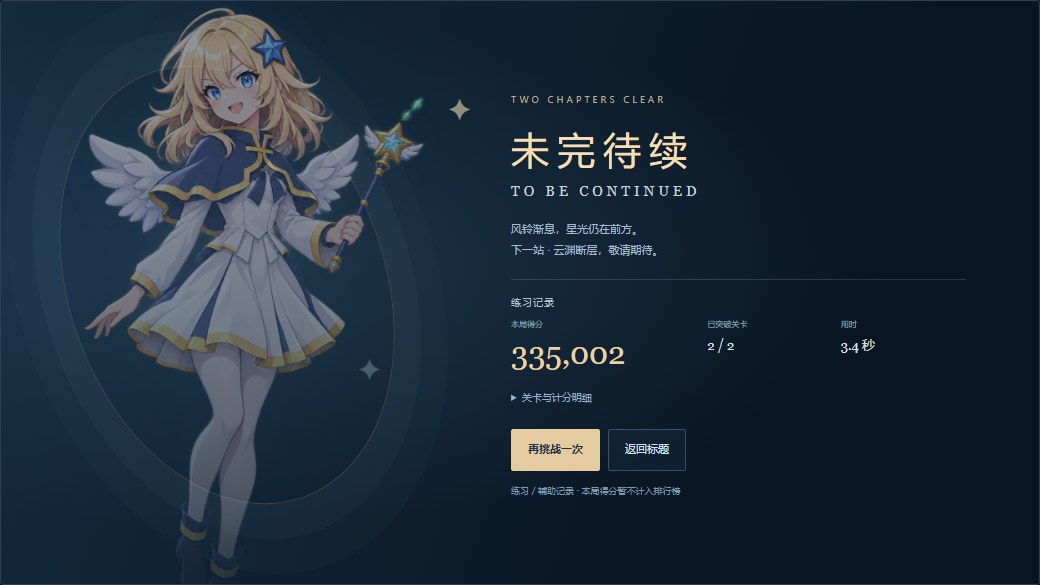 TWO CHAPTERS CLEAR
未完待续
TO BE CONTINUED
风铃渐息，星光仍在前方。
下一站 · 云渊断层，敬请期待。
练习记录
本局得分
已突破关卡
用时
335,002
2 / 2
3.4 秒
▶ 关卡与计分明细
再挑战一次
返回标题
练习 / 辅助记录 · 本局得分暂不计入排行榜